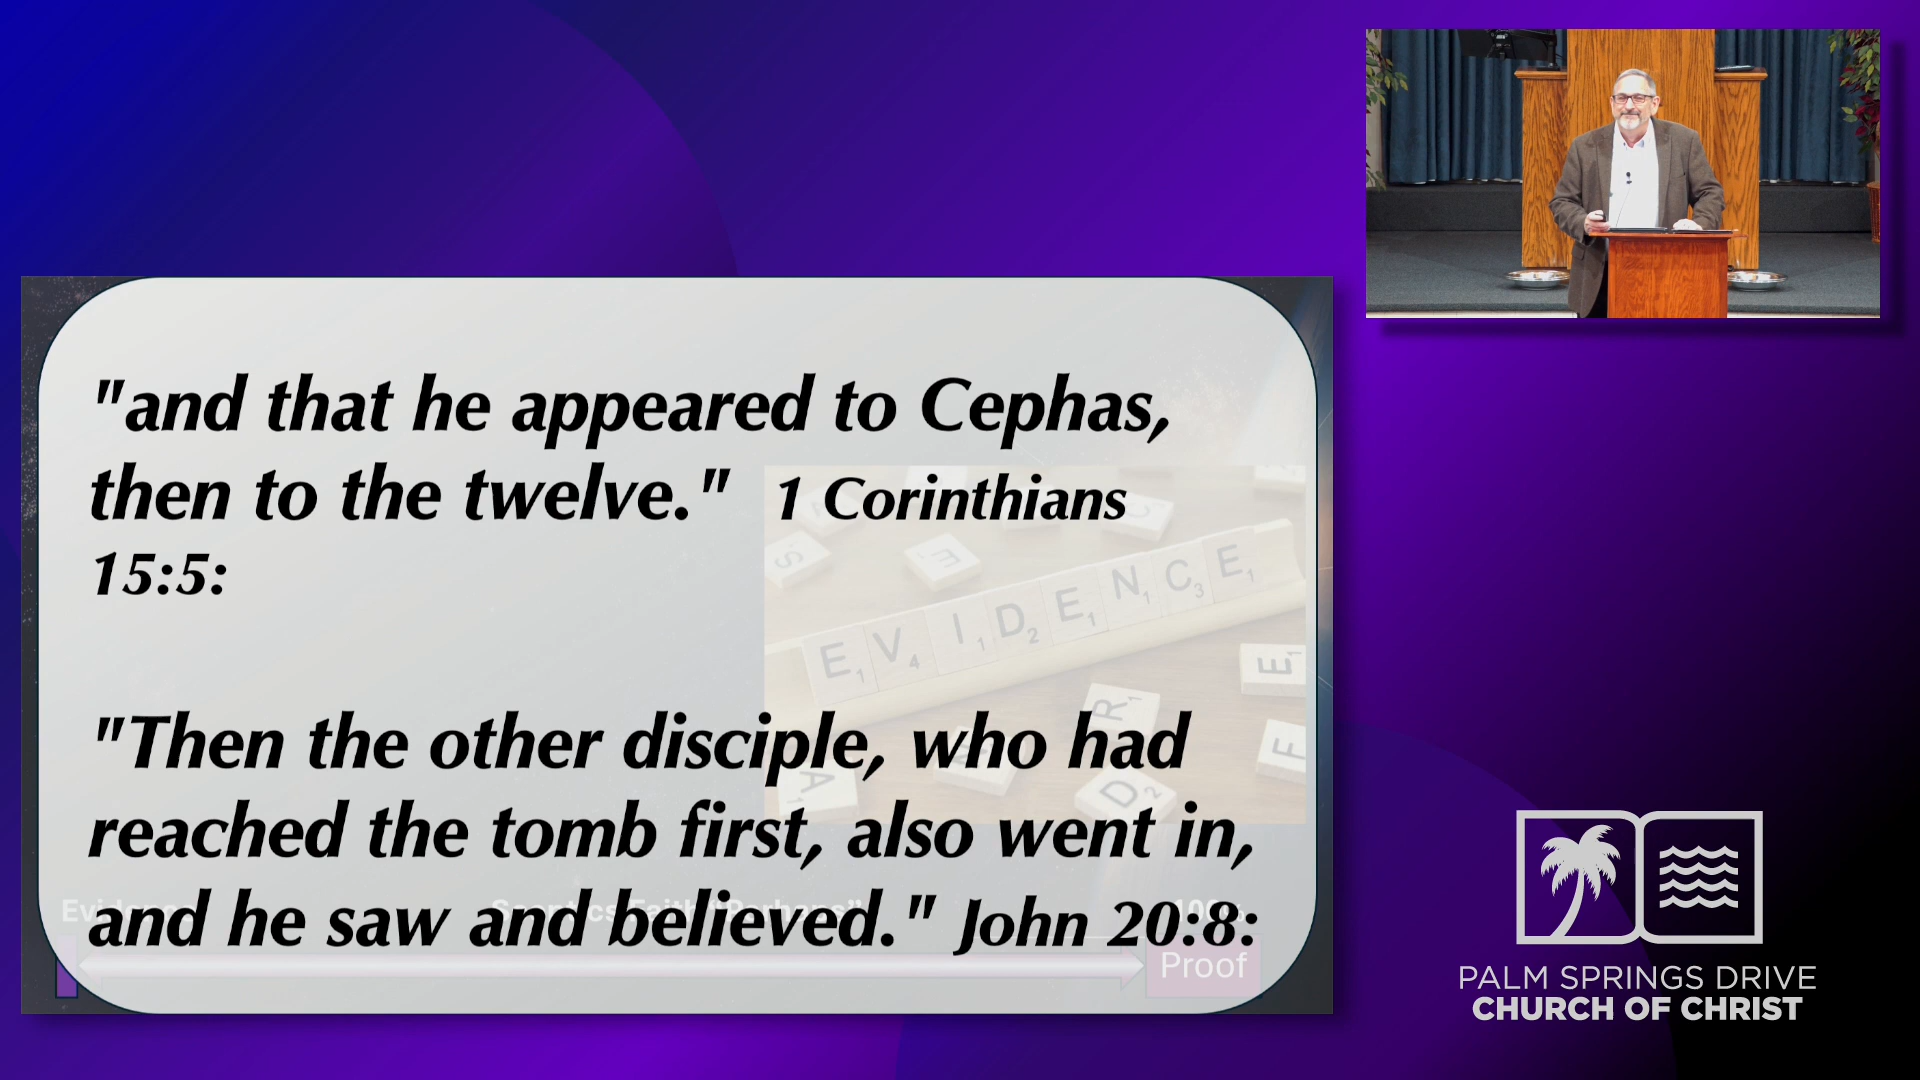 "and that he appeared to Cephas,
then to the twelve." 1 Corinthians
15:5:
"Then the other disciple, who had
reached the tomb first, also went in,
and he saw and believed." John 20:8:
EVIDENCE
Proof
PALM SPRINGS DRIVE
CHURCH OF CHRIST